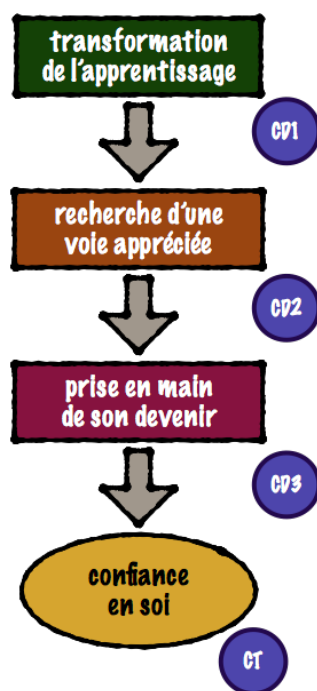 transformation
de l'apprentissage
CD1
recherche d'une
voie appréciée
CD2
prise en main
de son devenir
CD3
confiance
en soi
CT